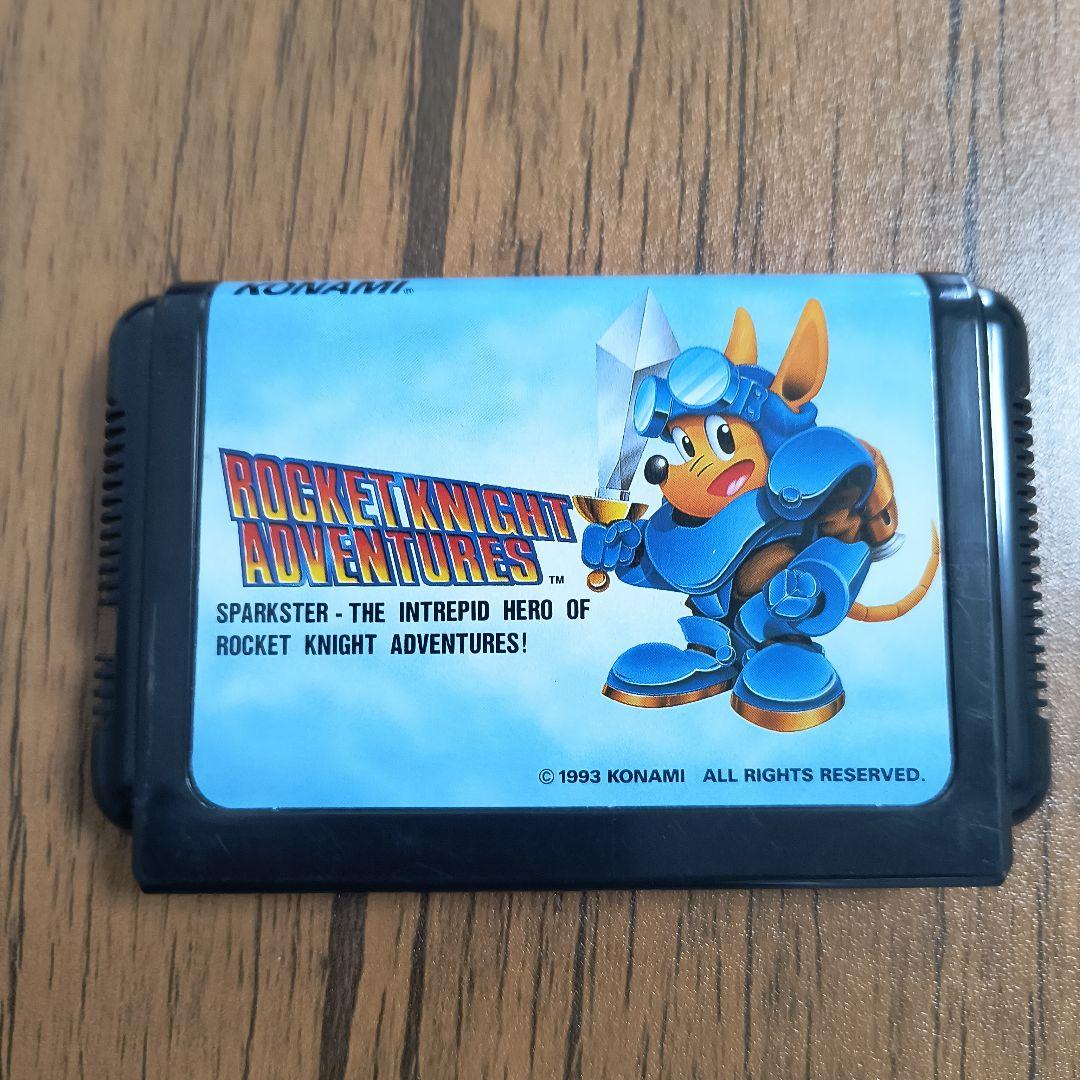 KONAMI®
ROCKET KNIGHT
ADVENTURES ™
SPARKSTER - THE INTREPID HERO OF
ROCKET KNIGHT ADVENTURES!
© 1993 KONAMI ALL RIGHTS RESERVED.